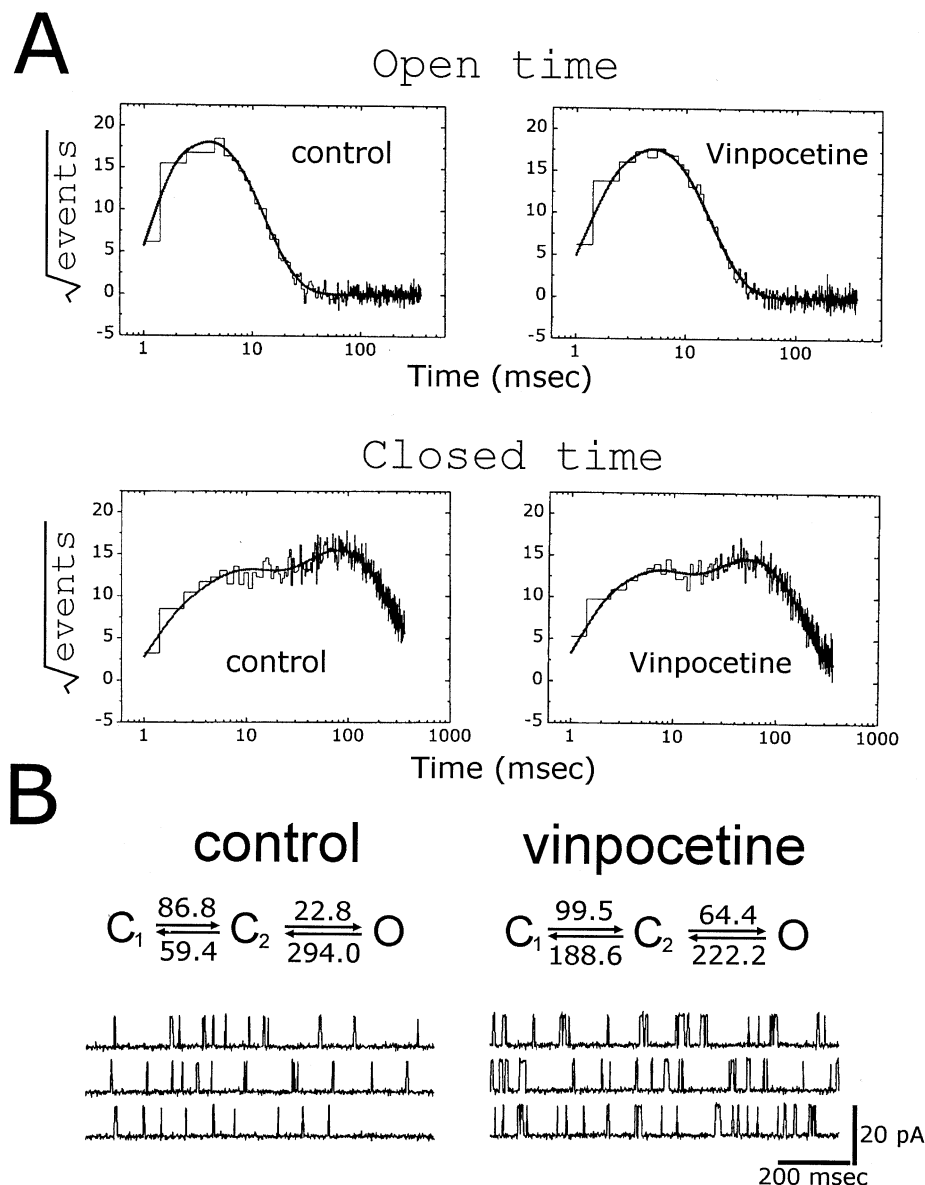 A
Open time
√events
20
15
10
5
0
-5
control
1 10 100
20
15
10
5
0
-5
Vinpocetine
1 10 100
Time (msec)
Closed time
√events
20
15
10
5
0
-5
control
1 10 100 1000
20
15
10
5
0
-5
Vinpocetine
1 10 100 1000
Time (msec)
B
control
86.8 22.8
C1 C2 O
59.4 294.0
vinpocetine
99.5 64.4
C1 C2 O
188.6 222.2
20 pA
200 msec